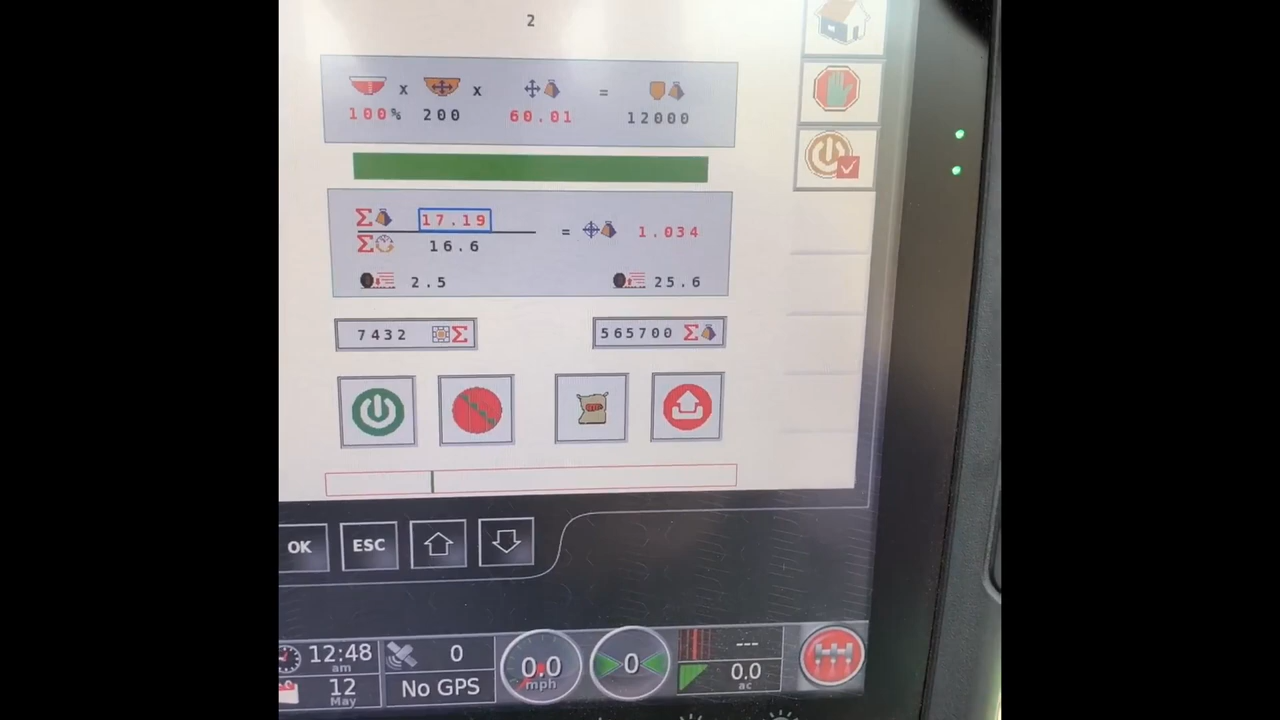 2
100% x 200 x 60.01 = 12000
Σ 17.19
Σ 16.6
= 1.034
2.5 25.6
7432 Σ 565700 Σ
OK ESC
12:48 am 0 0.0 mph 0 ---
12 May No GPS 0.0 ac